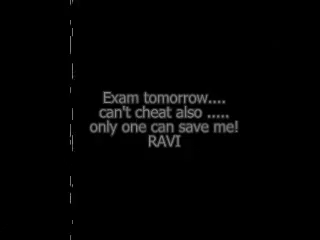 Exam tomorrow....
can't cheat also .....
only one can save me!
RAVI